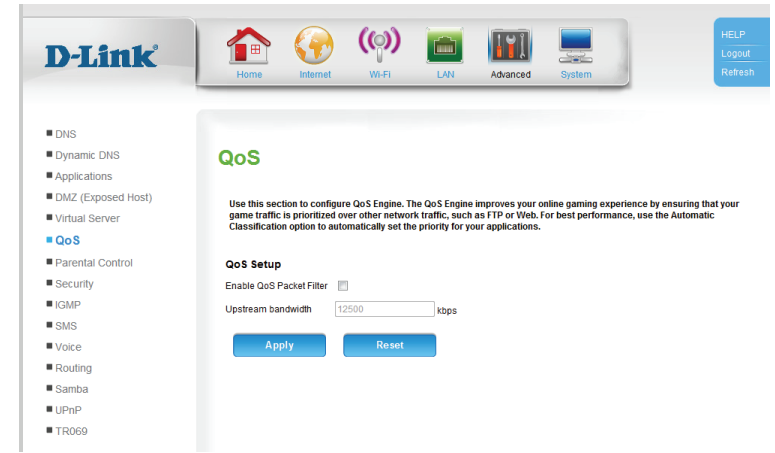 D-Link®
Home
Internet
Wi-Fi
LAN
Advanced
System
HELP
Logout
Refresh
DNS
Dynamic DNS
Applications
DMZ (Exposed Host)
Virtual Server
QoS
Parental Control
Security
IGMP
SMS
Voice
Routing
Samba
UPnP
TR069
QoS
Use this section to configure QoS Engine. The QoS Engine improves your online gaming experience by ensuring that your
game traffic is prioritized over other network traffic, such as FTP or Web. For best performance, use the Automatic
Classification option to automatically set the priority for your applications.
QoS Setup
Enable QoS Packet Filter
Upstream bandwidth 12500 kbps
Apply Reset